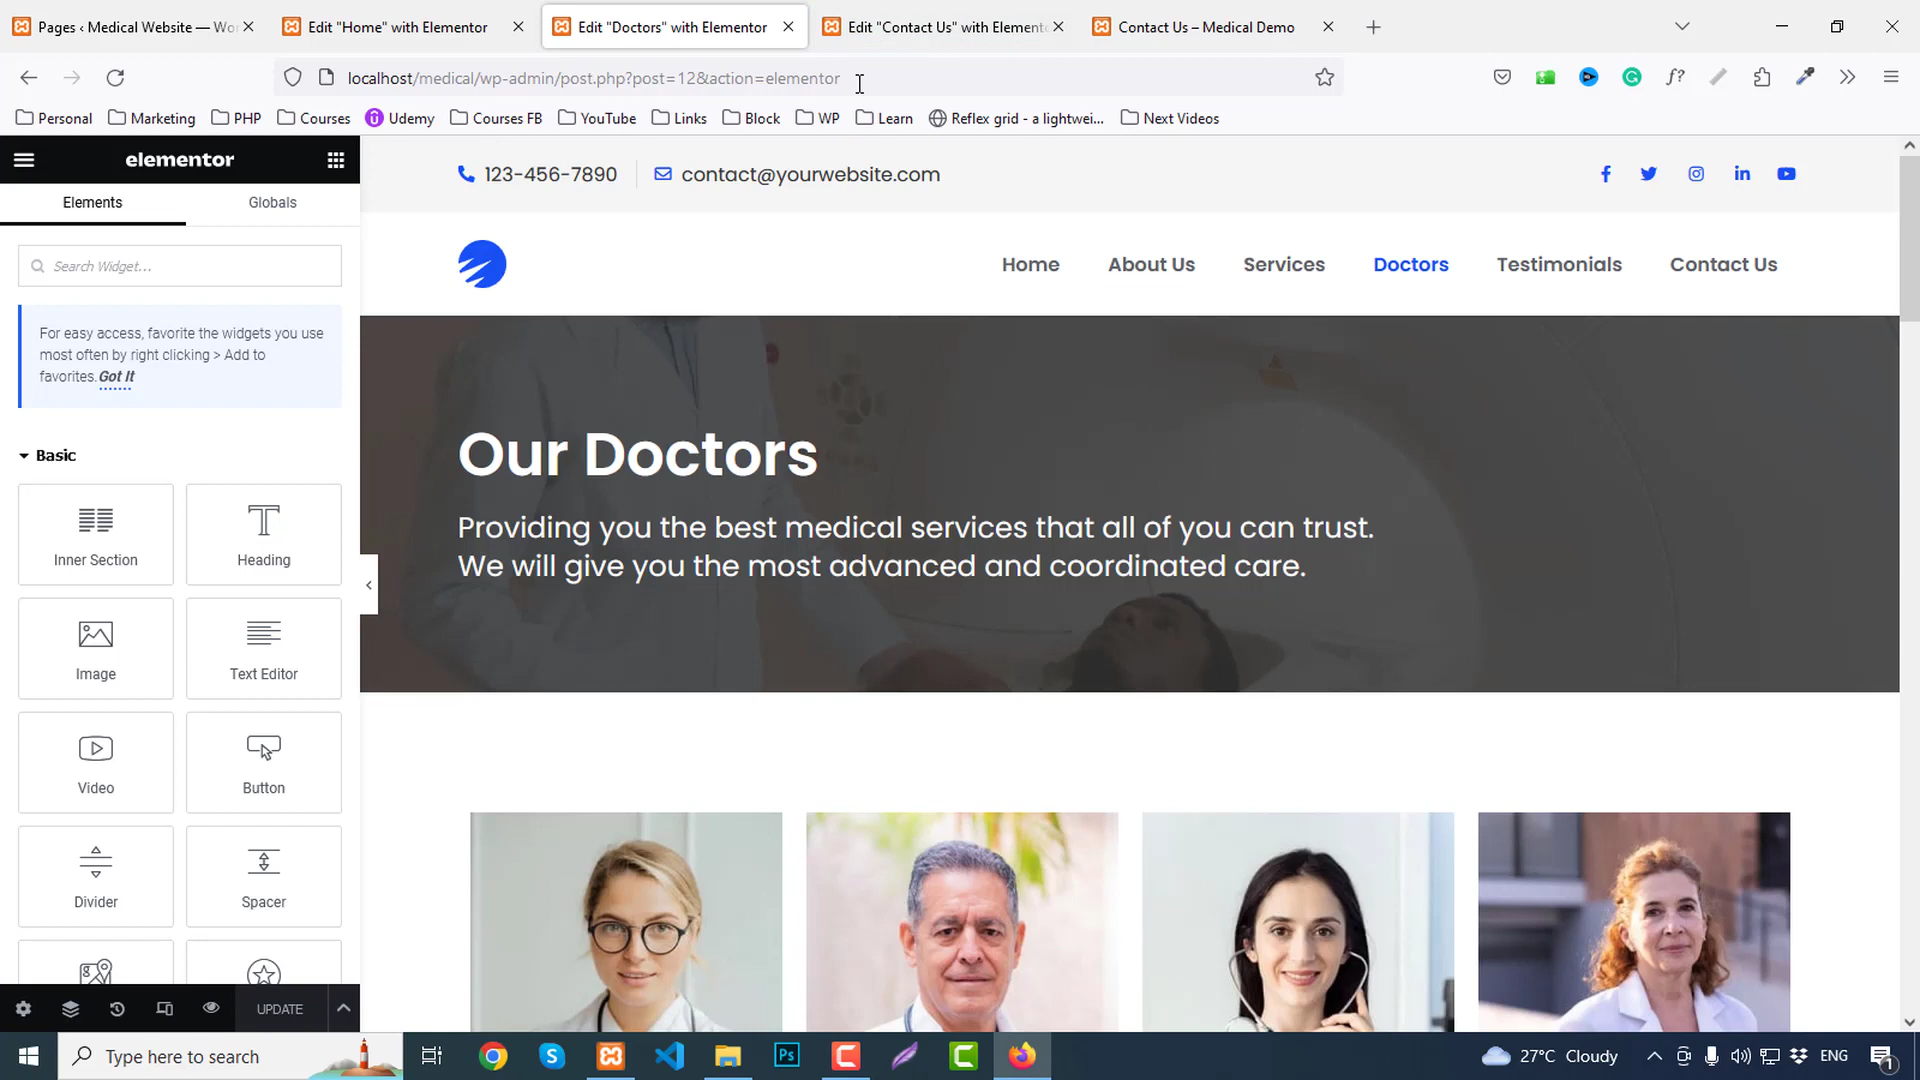 Pages ‹ Medical Website — Wo
Edit "Home" with Elementor
Edit "Doctors" with Elementor
Edit "Contact Us" with Elemente
Contact Us – Medical Demo
localhost/medical/wp-admin/post.php?post=12&action=elementor
f?
Personal
Marketing
PHP
Courses
Udemy
Courses FB
YouTube
Links
Block
WP
Learn
Reflex grid - a lightwei...
Next Videos
elementor
Elements
Globals
Search Widget...
For easy access, favorite the widgets you use
most often by right clicking > Add to
favorites. Got It
Basic
Inner Section
Heading
Image
Text Editor
Video
Button
Divider
Spacer
UPDATE
123-456-7890
contact@yourwebsite.com
Home
About Us
Services
Doctors
Testimonials
Contact Us
Our Doctors
Providing you the best medical services that all of you can trust.
We will give you the most advanced and coordinated care.
Type here to search
27°C Cloudy
ENG
1